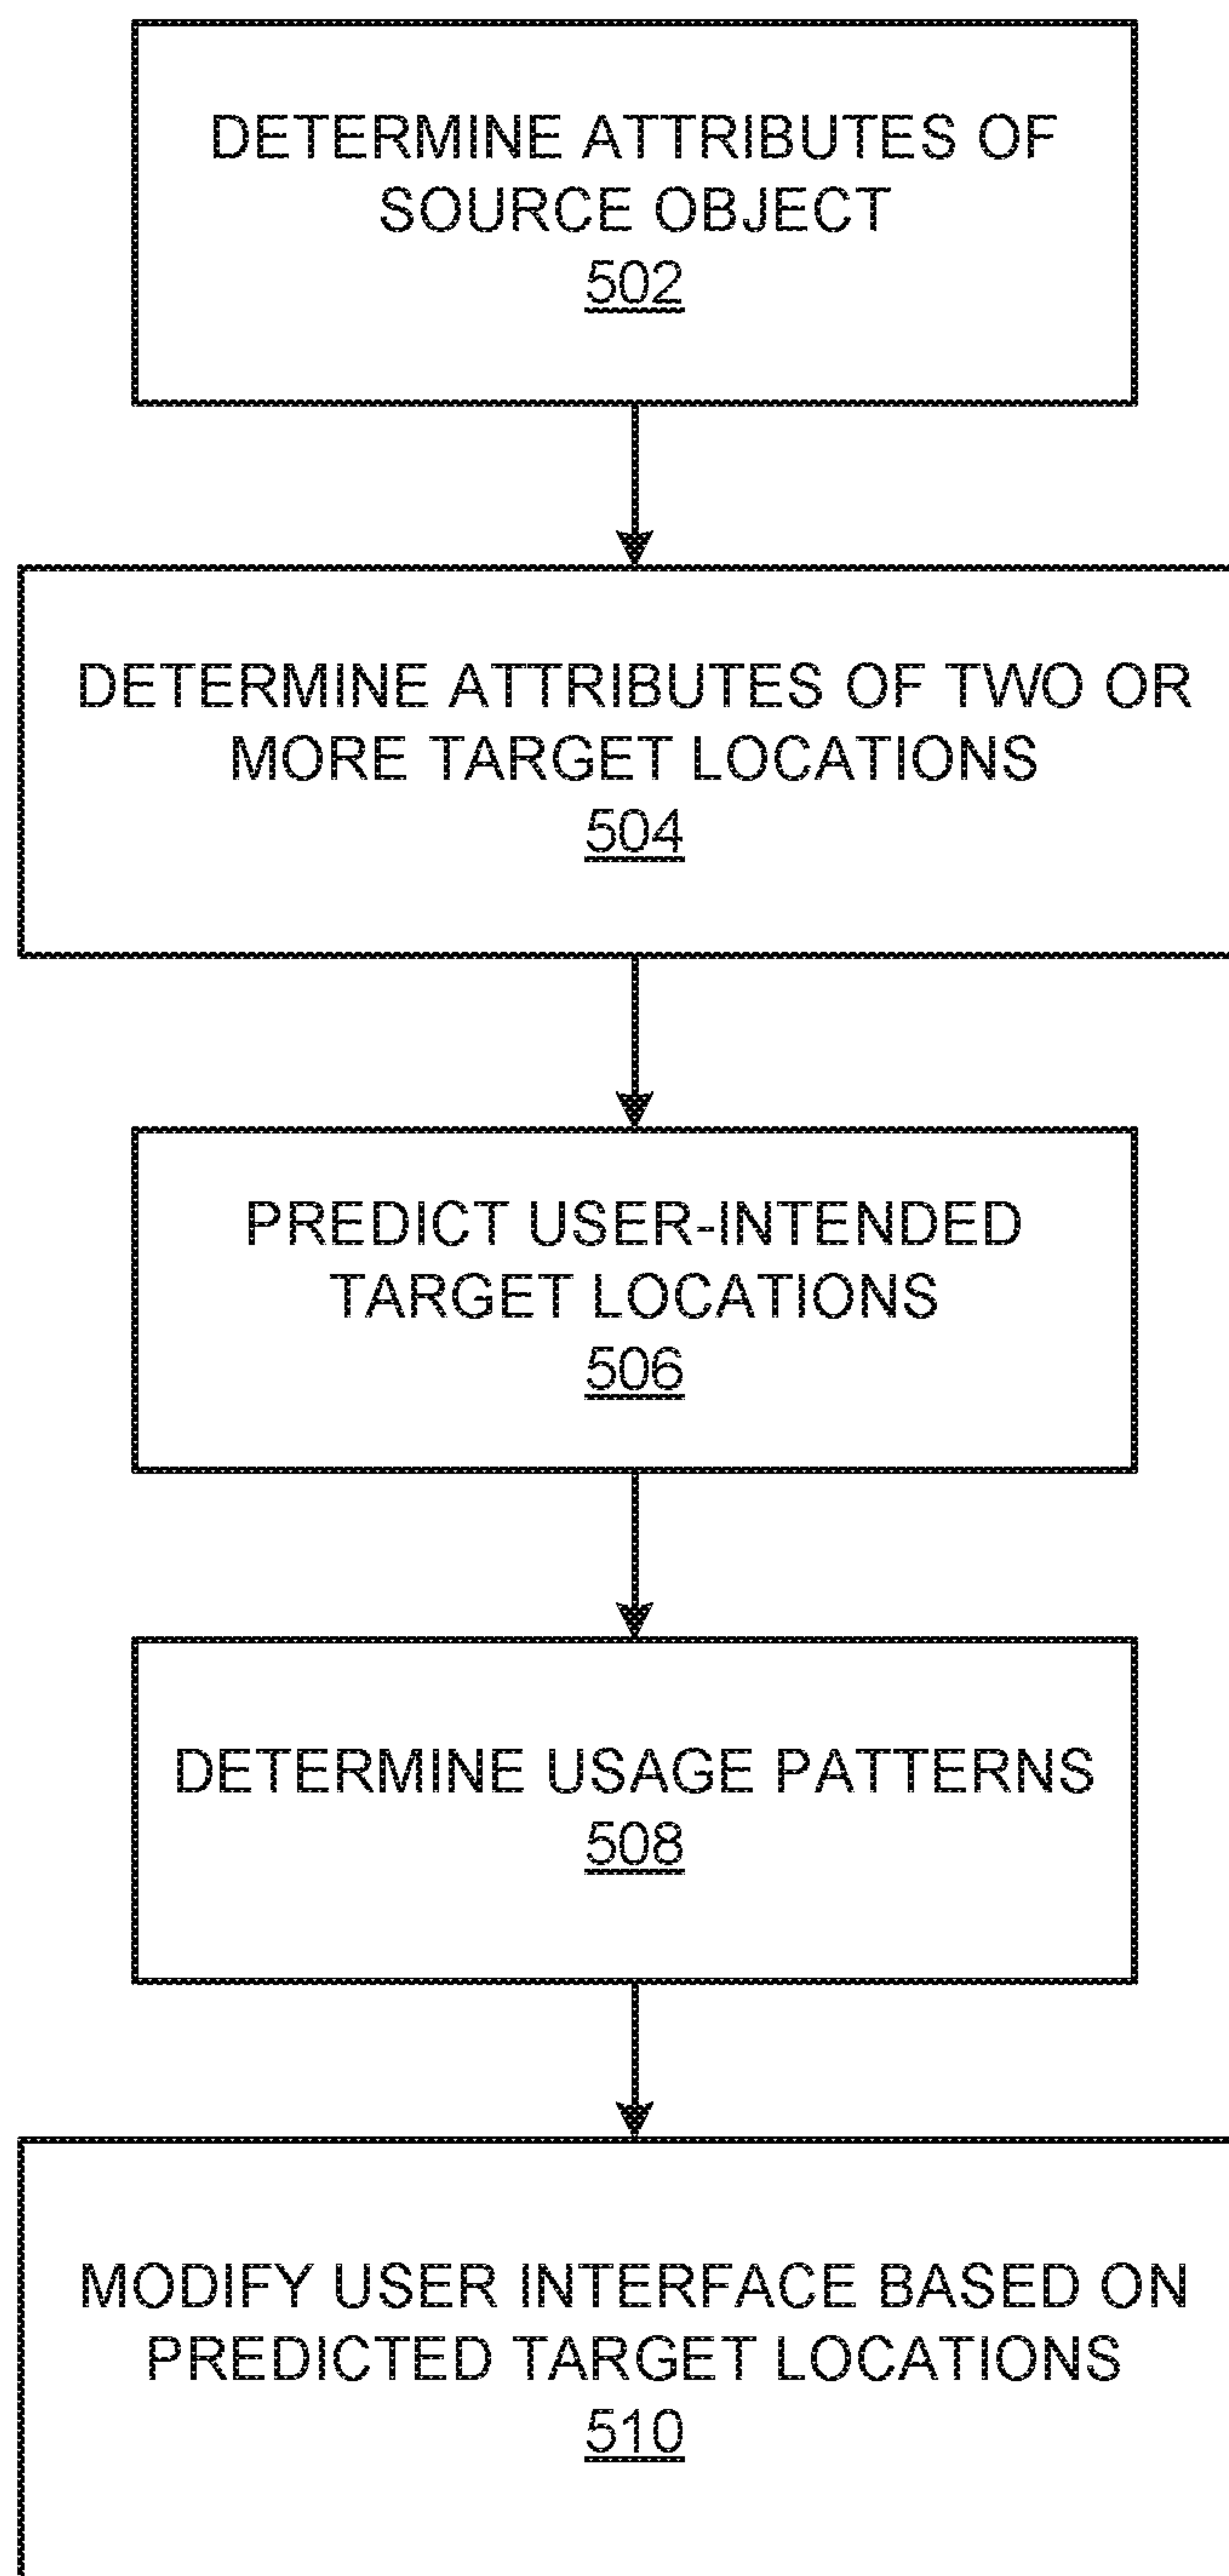 DETERMINE ATTRIBUTES OF
SOURCE OBJECT
502
DETERMINE ATTRIBUTES OF TWO OR
MORE TARGET LOCATIONS
504
PREDICT USER-INTENDED
TARGET LOCATIONS
506
DETERMINE USAGE PATTERNS
508
MODIFY USER INTERFACE BASED ON
PREDICTED TARGET LOCATIONS
510